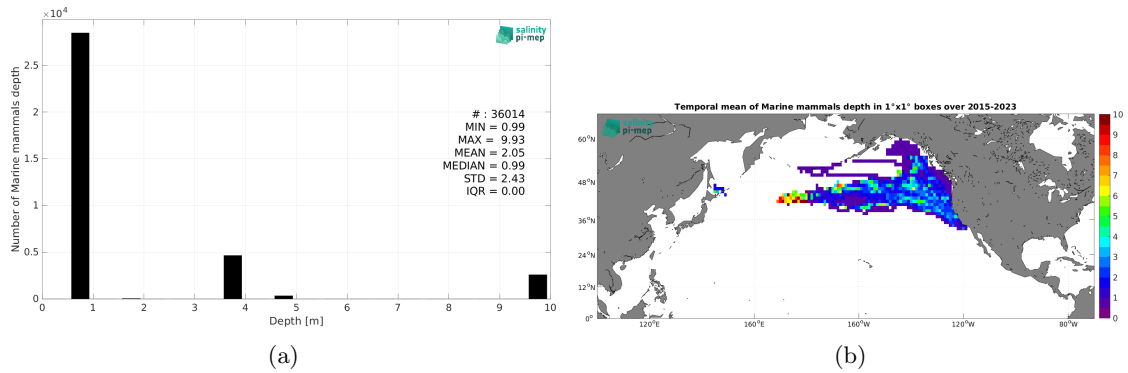 ×10⁴
salinity
pi-mep
Number of Marine mammals depth
2.5
2
1.5
1
0.5
0
# : 36014
MIN = 0.99
MAX = 9.93
MEAN = 2.05
MEDIAN = 0.99
STD = 2.43
IQR = 0.00
0 1 2 3 4 5 6 7 8 9 10
Depth [m]
(a)
Temporal mean of Marine mammals depth in 1°x1° boxes over 2015-2023
salinity
pi-mep
60°N
48°N
36°N
24°N
12°N
0°
120°E 160°E 160°W 120°W 80°W
10
9
8
7
6
5
4
3
2
1
0
(b)